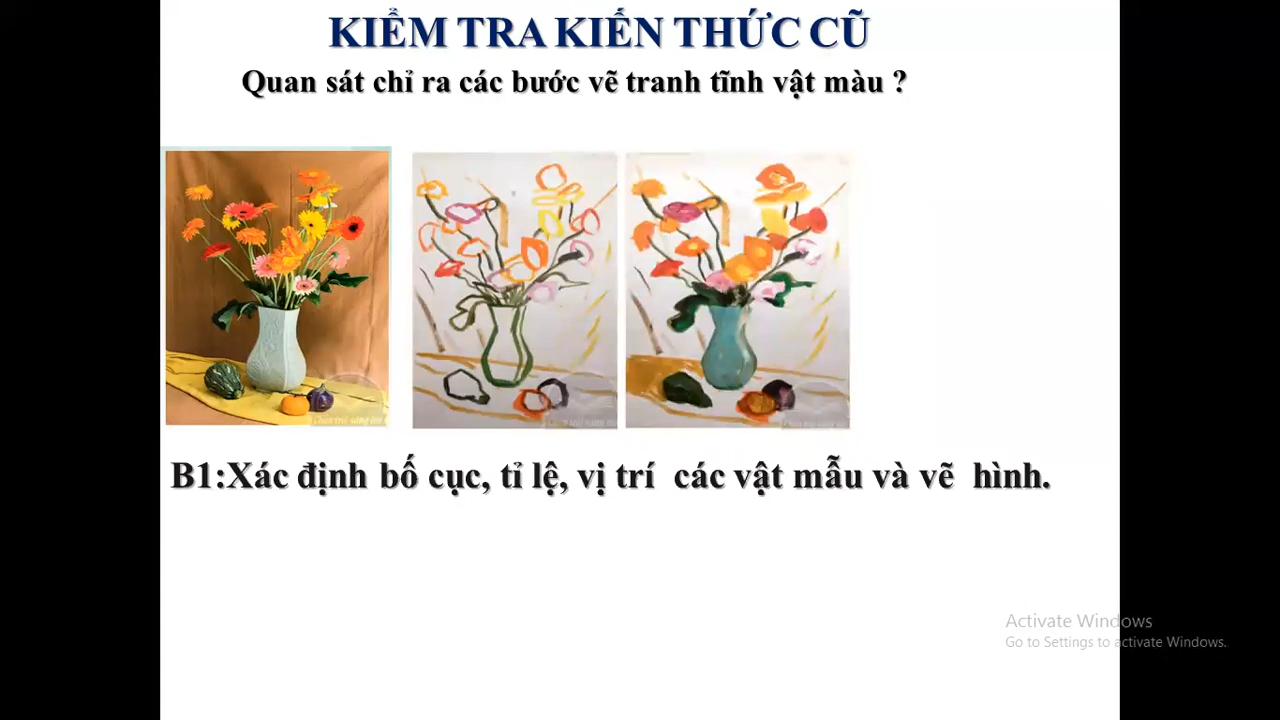 KIỂM TRA KIẾN THỨC CŨ
Quan sát chỉ ra các bước vẽ tranh tĩnh vật màu ?
B1:Xác định bố cục, tỉ lệ, vị trí các vật mẫu và vẽ hình.
Activate Windows
Go to Settings to activate Windows.